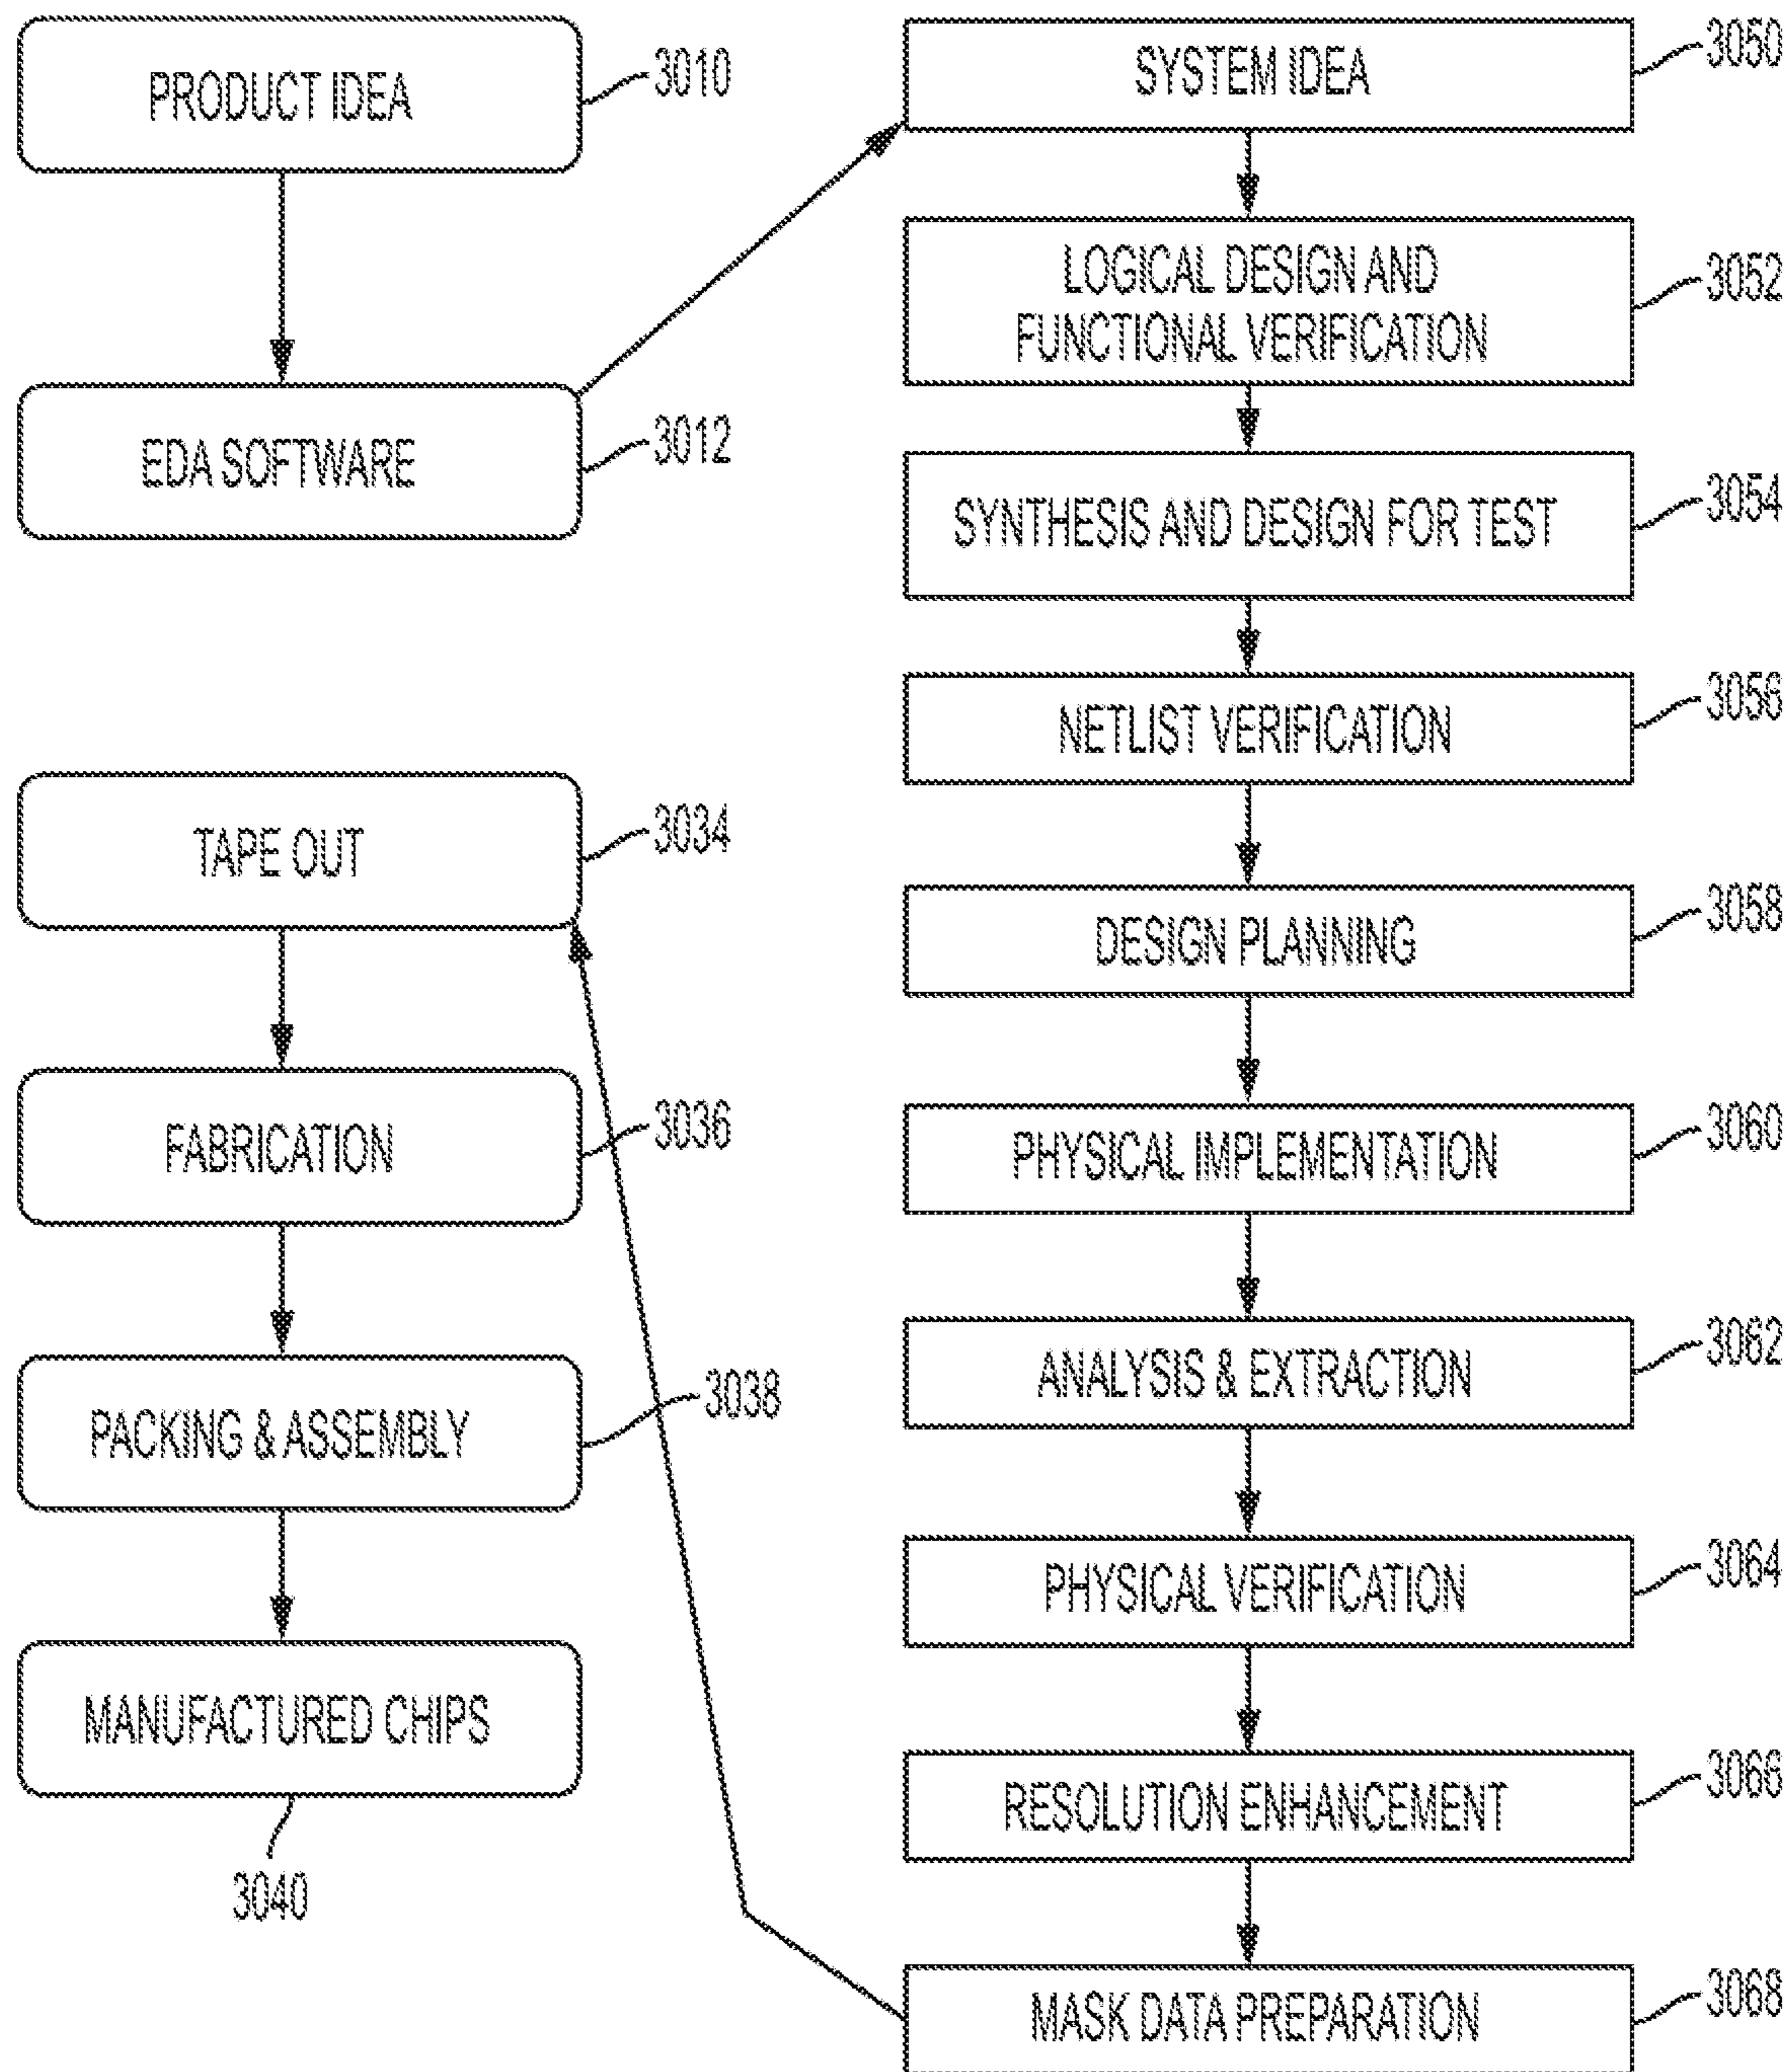 PRODUCT IDEA
3010
EDA SOFTWARE
3012
SYSTEM IDEA
3050
LOGICAL DESIGN AND
FUNCTIONAL VERIFICATION
3052
SYNTHESIS AND DESIGN FOR TEST
3054
NETLIST VERIFICATION
3056
DESIGN PLANNING
3058
PHYSICAL IMPLEMENTATION
3060
ANALYSIS & EXTRACTION
3062
PHYSICAL VERIFICATION
3064
RESOLUTION ENHANCEMENT
3066
MASK DATA PREPARATION
3068
TAPE OUT
3034
FABRICATION
3036
PACKING & ASSEMBLY
3038
MANUFACTURED CHIPS
3040